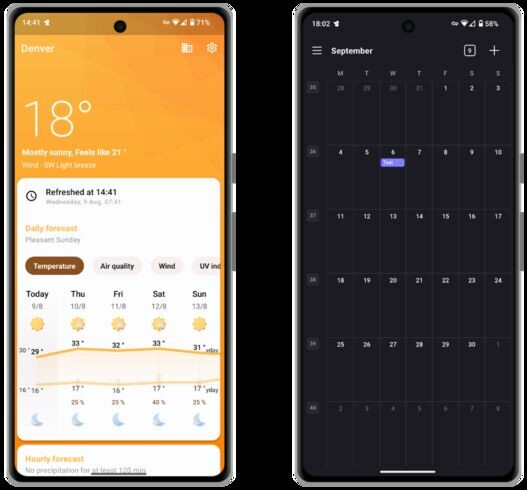 14:41
71%
Denver
18°
Mostly sunny, Feels like 21 °
Wind - SW Light breeze
Refreshed at 14:41
Wednesday, 9 Aug, 07:41
Daily forecast
Pleasant Sunday
Temperature Air quality Wind UV ind
Today Thu Fri Sat Sun
9/8 10/8 11/8 12/8 13/8
30 ° 29 ° 33 ° 32 ° 33 ° 31 ° yday
16 ° 16 ° 17 ° 16 ° 17 ° 17 ° yday
25 % 25 % 40 % 25 %
Hourly forecast
No precipitation for at least 120 min
18:02
58%
September
9
M T W T F S S
35 28 29 30 31 1 2 3
36 4 5 6 7 8 9 10
Test
37 11 12 13 14 15 16 17
38 18 19 20 21 22 23 24
39 25 26 27 28 29 30 1
40 2 3 4 5 6 7 8